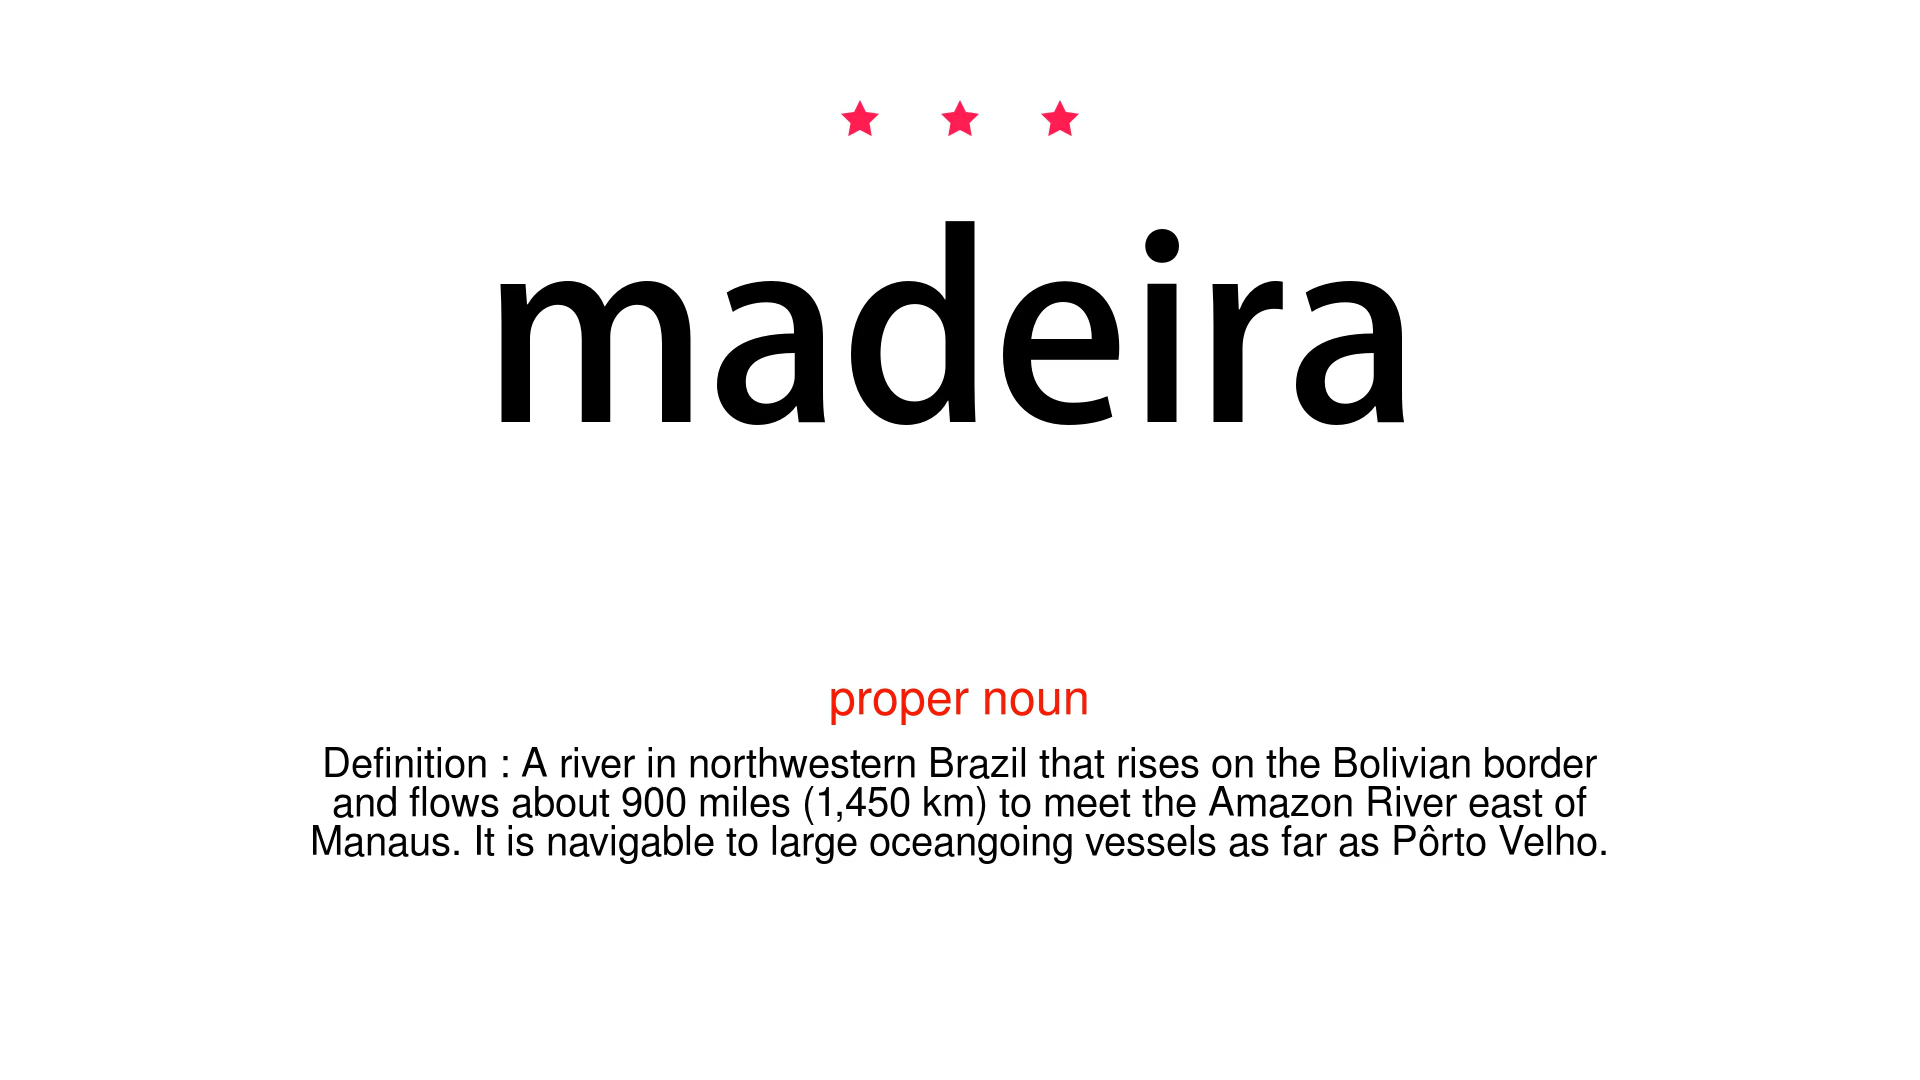 madeira
proper noun
Definition : A river in northwestern Brazil that rises on the Bolivian border
and flows about 900 miles (1,450 km) to meet the Amazon River east of
Manaus. It is navigable to large oceangoing vessels as far as Pôrto Velho.